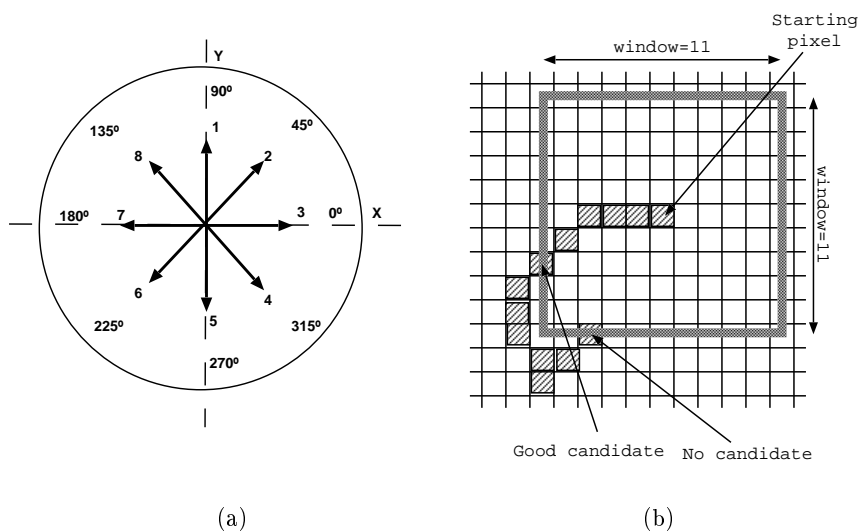 Y
90º
135º
45º
1
8
2
180º
7
3
0º
X
6
4
5
225º
315º
270º
(a)
Starting
pixel
window=11
window=11
Good candidate
No candidate
(b)